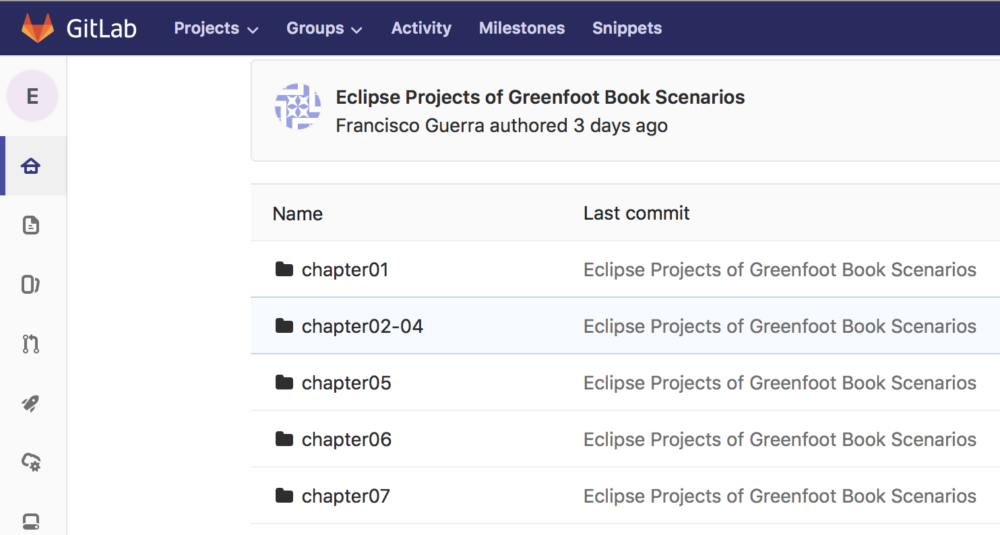 GitLab Projects Groups Activity Milestones Snippets
E
Eclipse Projects of Greenfoot Book Scenarios
Francisco Guerra authored 3 days ago
Name Last commit
chapter01 Eclipse Projects of Greenfoot Book Scenarios
chapter02-04 Eclipse Projects of Greenfoot Book Scenarios
chapter05 Eclipse Projects of Greenfoot Book Scenarios
chapter06 Eclipse Projects of Greenfoot Book Scenarios
chapter07 Eclipse Projects of Greenfoot Book Scenarios